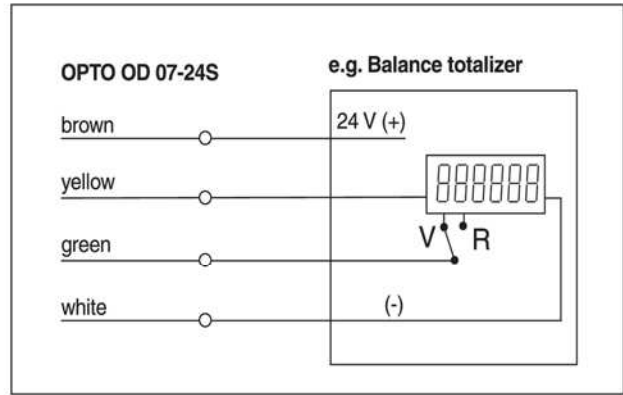 OPTO OD 07-24S
e.g. Balance totalizer
brown
24 V (+)
yellow
888888
V R
green
white
(-)